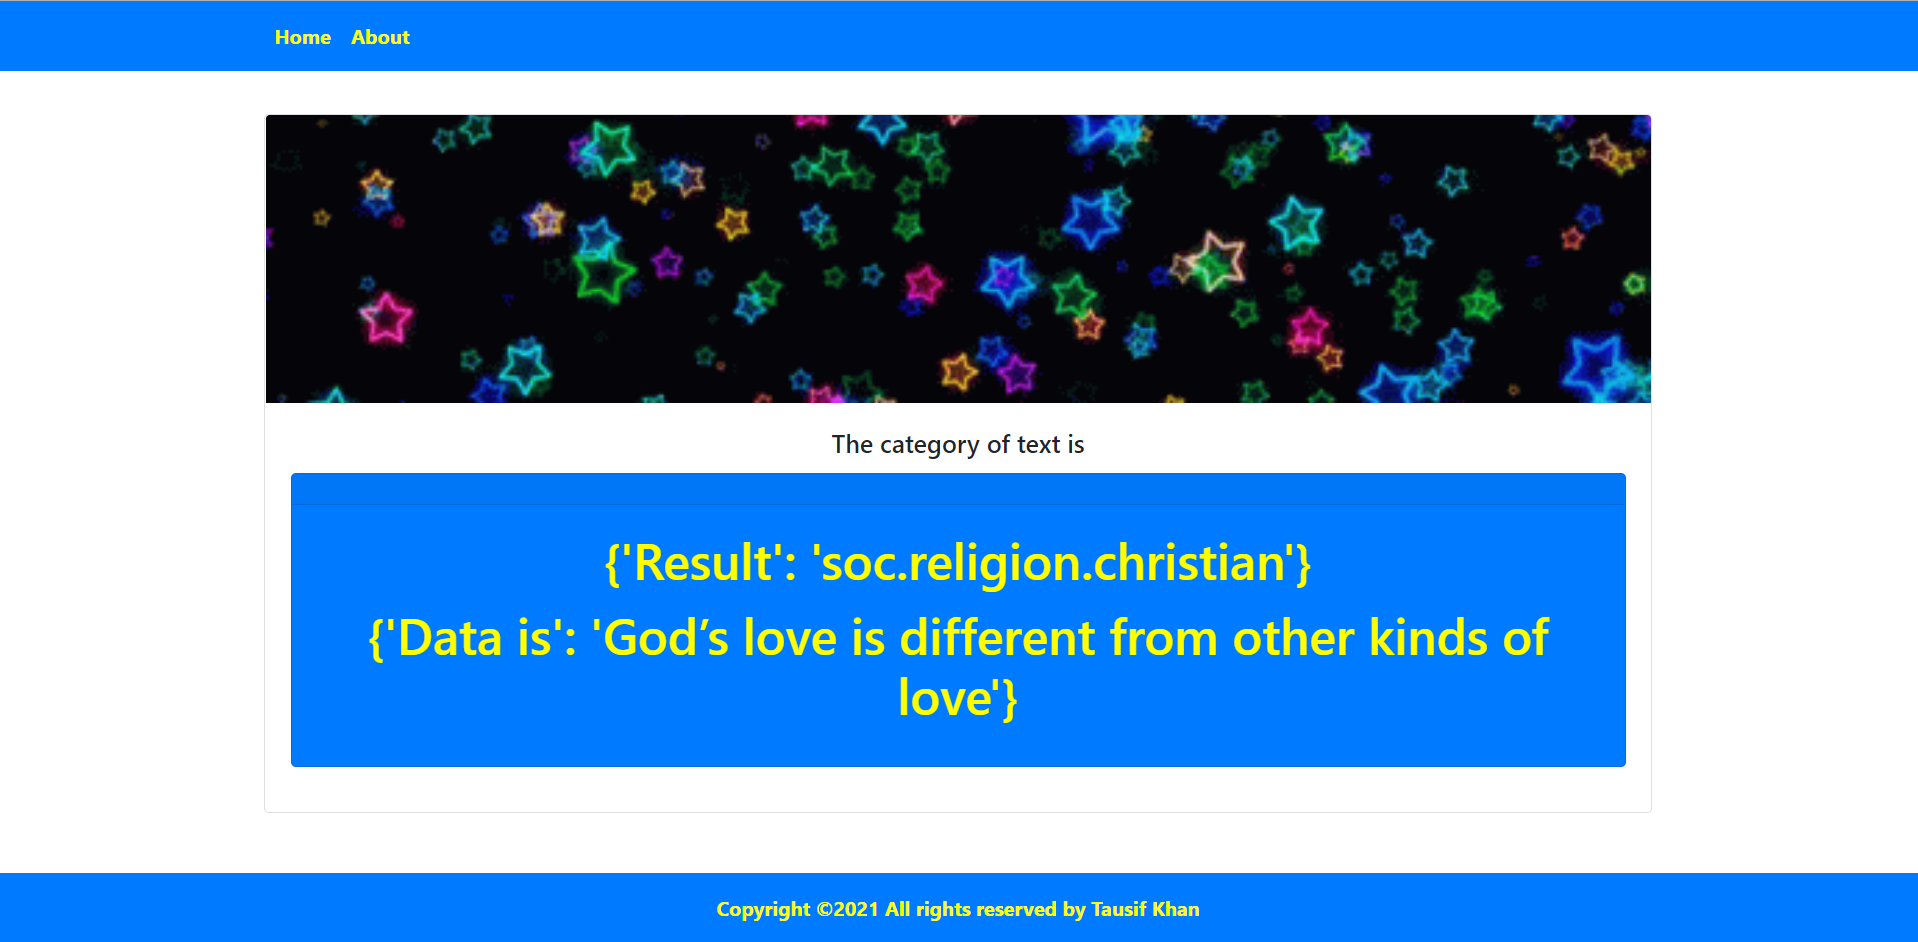 Home About
The category of text is
{'Result': 'soc.religion.christian'}
{'Data is': 'God’s love is different from other kinds of
love'}
Copyright ©2021 All rights reserved by Tausif Khan